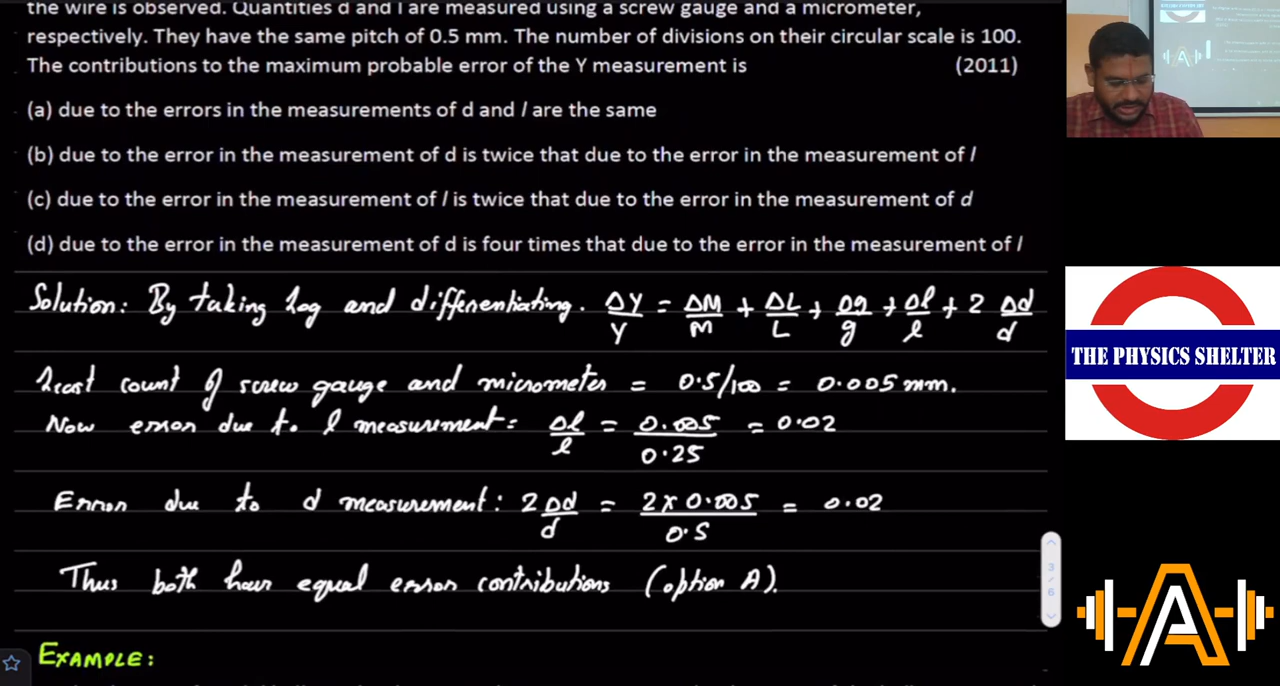 the wire is observed. Quantities d and l are measured using a screw gauge and a micrometer,
respectively. They have the same pitch of 0.5 mm. The number of divisions on their circular scale is 100.
The contributions to the maximum probable error of the Y measurement is (2011)
(a) due to the errors in the measurements of d and l are the same
(b) due to the error in the measurement of d is twice that due to the error in the measurement of l
(c) due to the error in the measurement of l is twice that due to the error in the measurement of d
(d) due to the error in the measurement of d is four times that due to the error in the measurement of l
Solution: By taking Log and differentiating. ΔY/Y = ΔM/M + ΔL/L + Δg/g + Δl/l + 2 Δd/d
Least count of screw gauge and micrometer = 0.5/100 = 0.005 mm.
Now error due to l measurement: Δl/l = 0.005/0.25 = 0.02
Error due to d measurement: 2 Δd/d = 2 x 0.005/0.5 = 0.02
Thus both have equal error contributions (option A).
EXAMPLE:
THE PHYSICS SHELTER
3
/
6
A